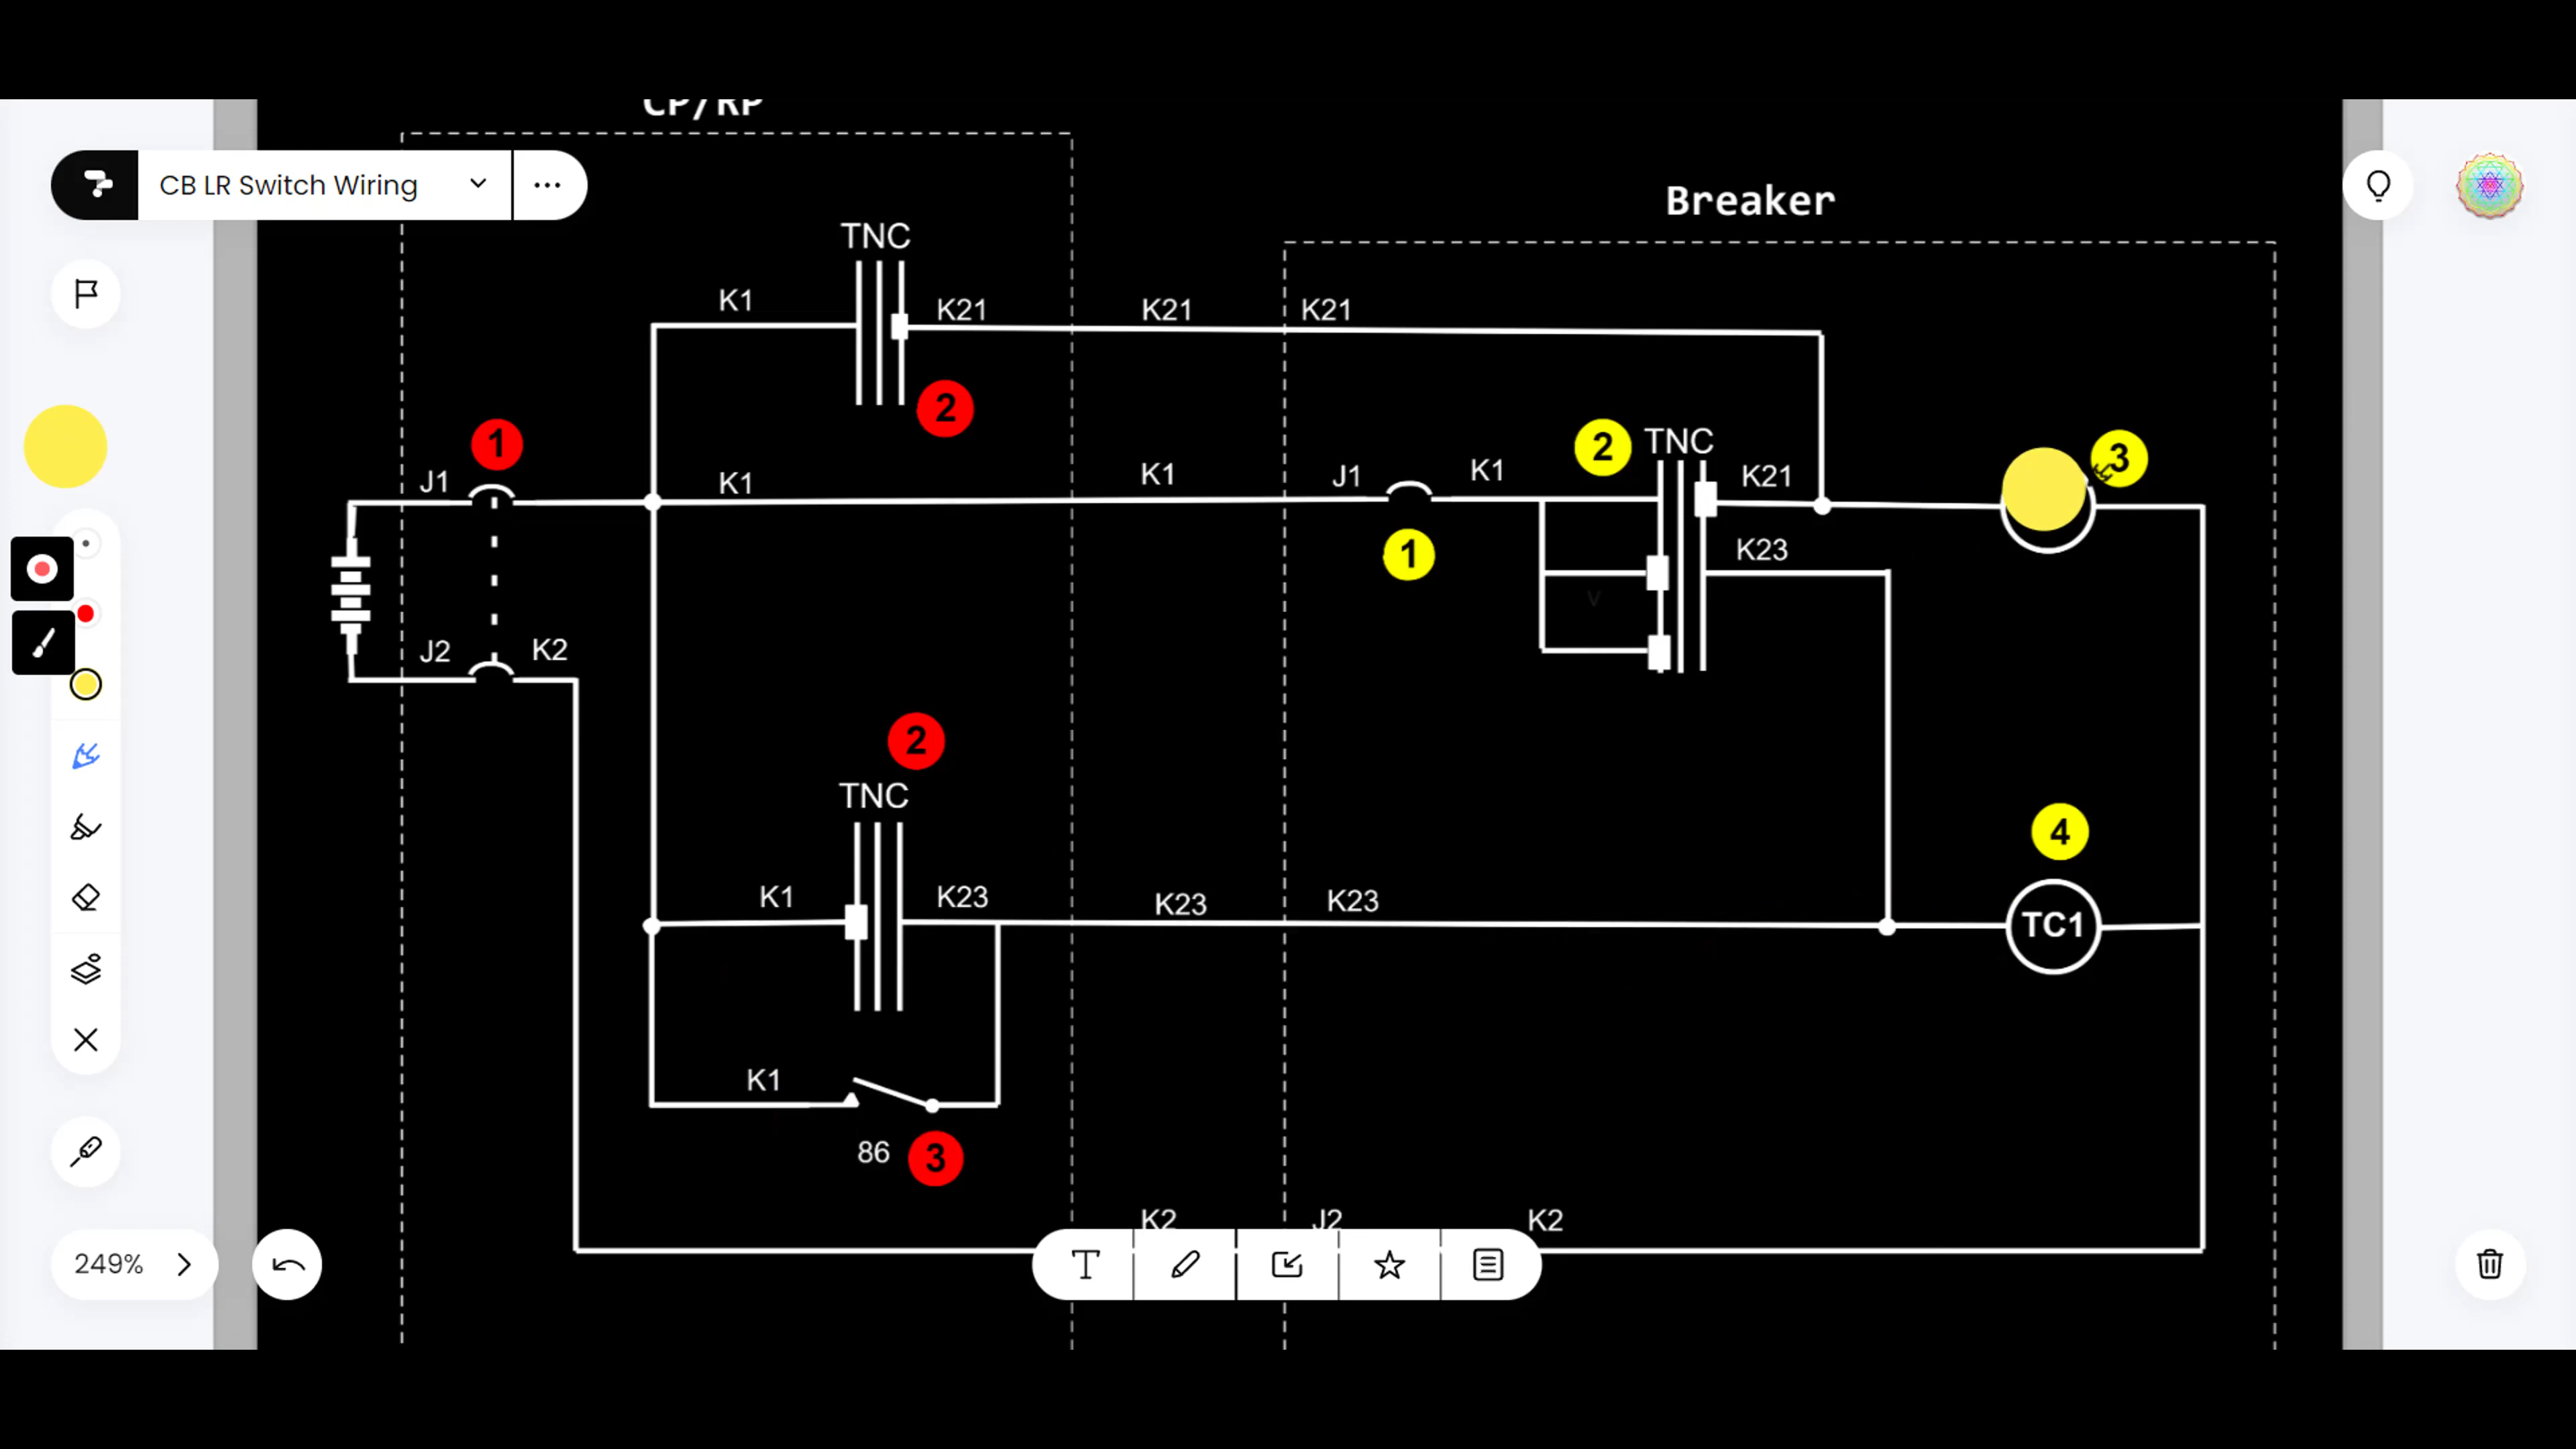 CP/RP
CB LR Switch Wiring
Breaker
TNC
K1
K21
K21
K21
2
1
2
TNC
3
J1
K1
K1
J1
K1
K21
1
K23
J2
K2
2
TNC
4
K1
K23
K23
K23
TC1
K1
86
3
K2
J2
K2
249%
T